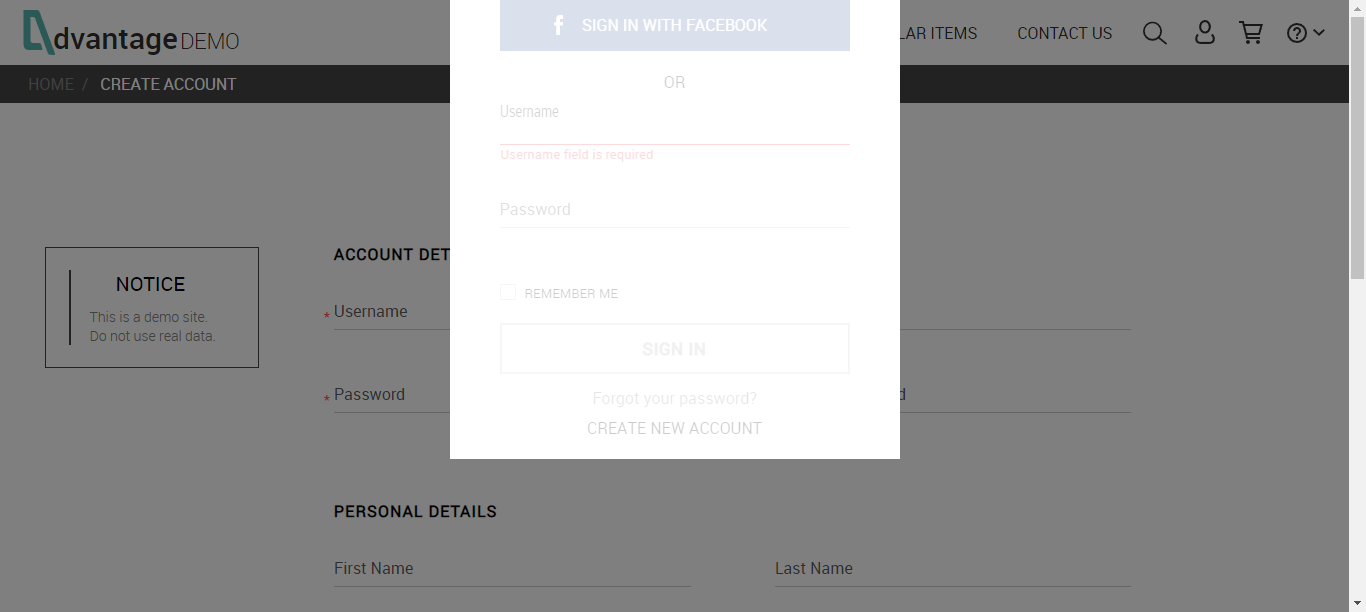 dvantage DEMO
LAR ITEMS
CONTACT US
HOME / CREATE ACCOUNT
SIGN IN WITH FACEBOOK
OR
Username
Username field is required
Password
REMEMBER ME
SIGN IN
Forgot your password?
CREATE NEW ACCOUNT
NOTICE
This is a demo site.
Do not use real data.
ACCOUNT DET
* Username
* Password
d
PERSONAL DETAILS
First Name
Last Name